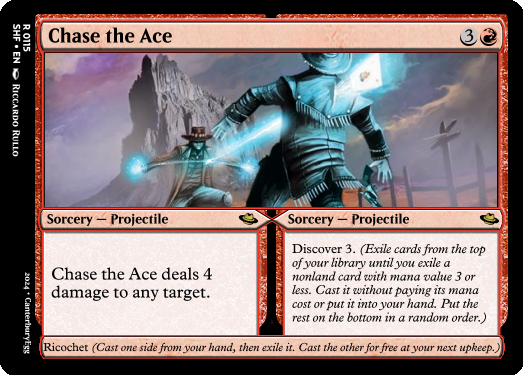 Chase the Ace 3
R 0115
SHF • EN RICCARDO RULLO
Sorcery — Projectile
Chase the Ace deals 4
damage to any target.
Sorcery — Projectile
Discover 3. (Exile cards from the top
of your library until you exile a
nonland card with mana value 3 or
less. Cast it without paying its mana
cost or put it into your hand. Put the
rest on the bottom in a random order.)
Ricochet (Cast one side from your hand, then exile it. Cast the other for free at your next upkeep.)
2024 • CanterburyEgg